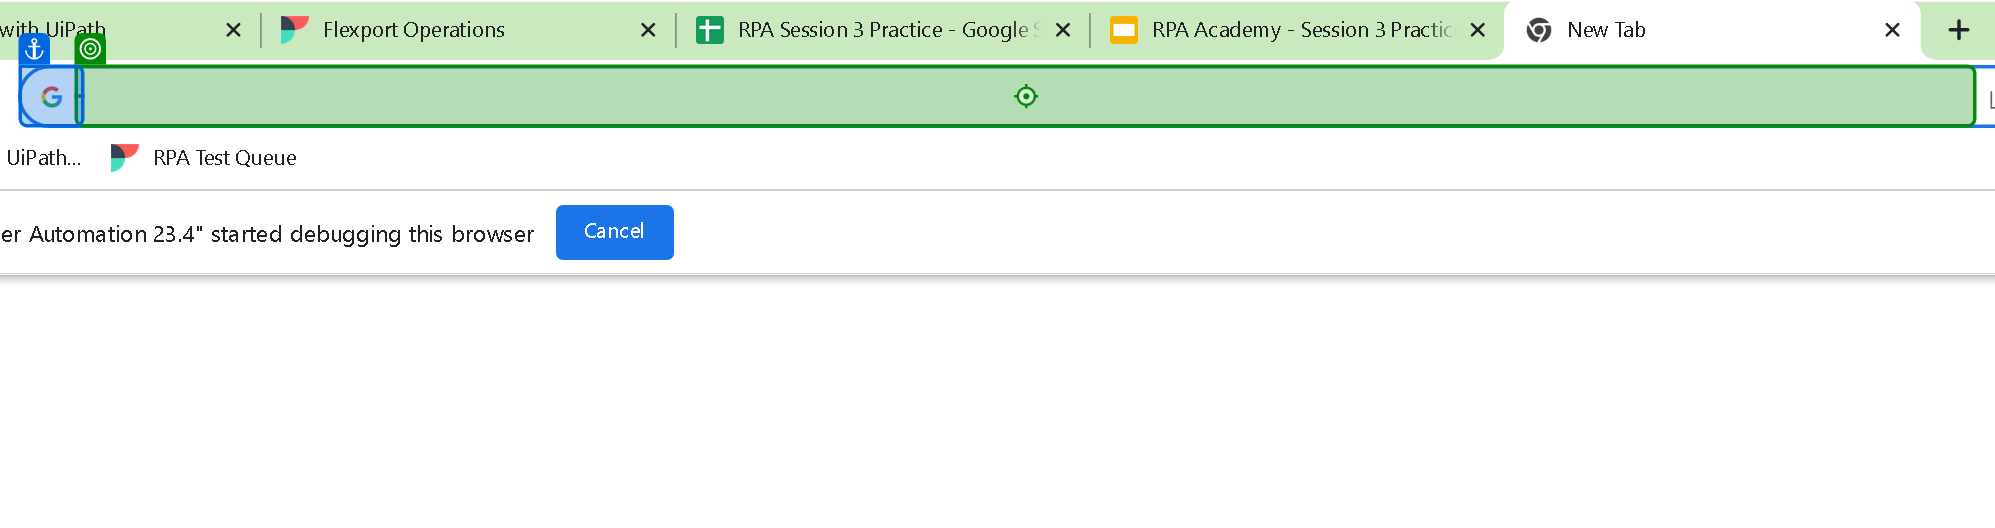 with UiPath Flexport Operations RPA Session 3 Practice - Google S RPA Academy - Session 3 Practic New Tab
UiPath... RPA Test Queue
er Automation 23.4" started debugging this browser Cancel